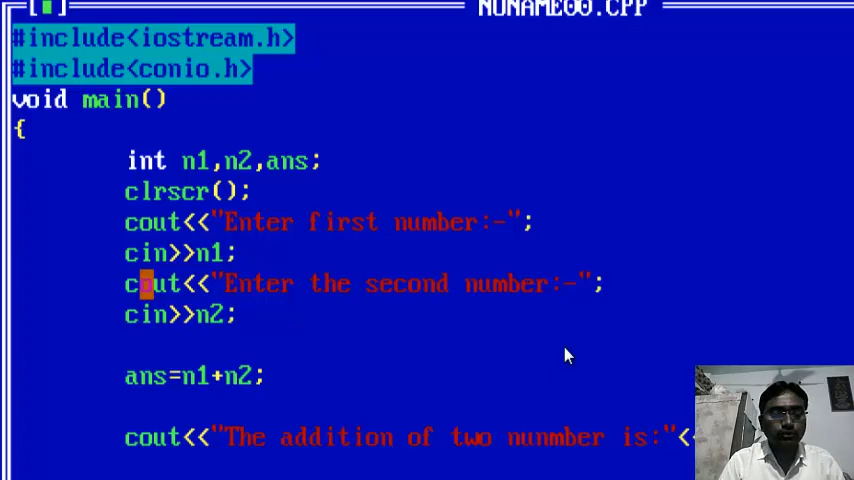 [ ] NONAME00.CPP
#include<iostream.h>
#include<conio.h>
void main()
{
int n1,n2,ans;
clrscr();
cout<<"Enter first number:-";
cin>>n1;
cout<<"Enter the second number:-";
cin>>n2;
ans=n1+n2;
cout<<"The addition of two nunmber is:"<